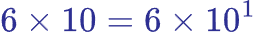 6 × 10 = 6 × 10¹